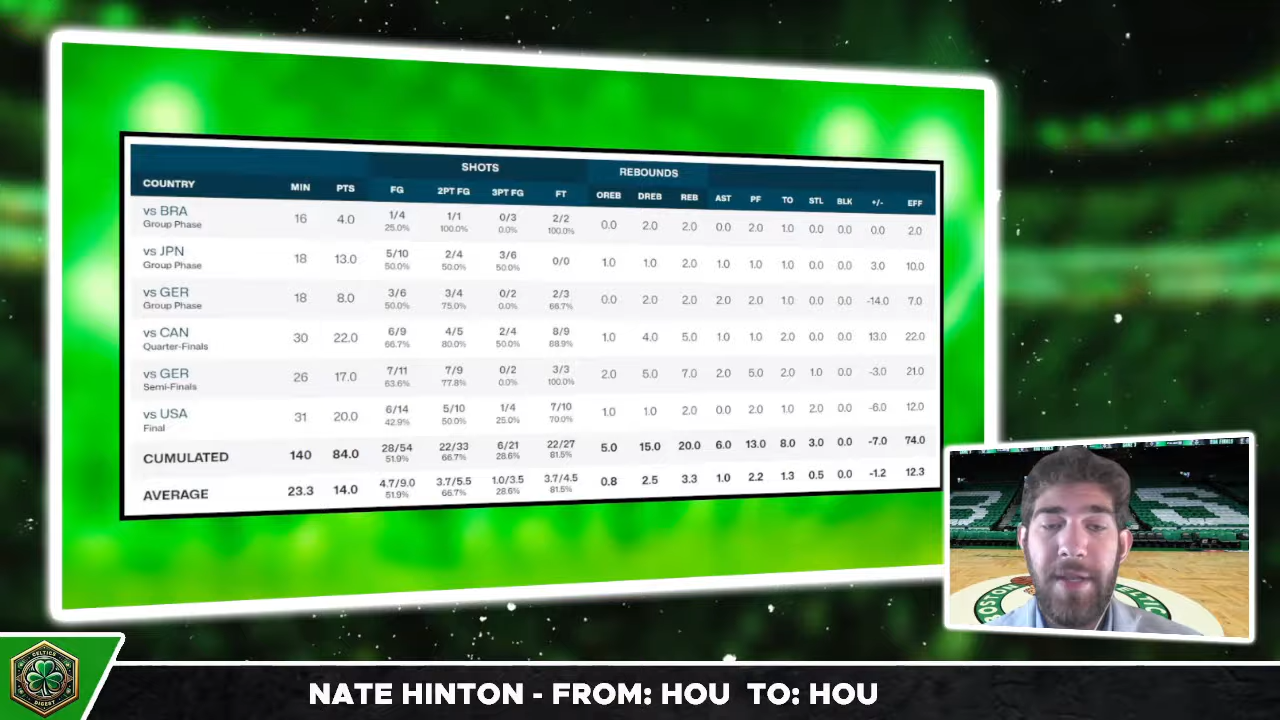 SHOTS REBOUNDS
COUNTRY MIN PTS FG 2PT FG 3PT FG FT OREB DREB REB AST PF TO STL BLK +/- EFF
vs BRA 16 4.0 1/4 1/1 0/3 2/2 0.0 2.0 2.0 0.0 2.0 1.0 0.0 0.0 0.0 2.0
Group Phase 25.0% 100.0% 0.0% 100.0%
vs JPN 18 13.0 5/10 2/4 3/6 0/0 1.0 1.0 2.0 1.0 1.0 1.0 0.0 0.0 3.0 10.0
Group Phase 50.0% 50.0% 50.0%
vs GER 18 8.0 3/6 3/4 0/2 2/3 0.0 2.0 2.0 2.0 2.0 1.0 0.0 0.0 -14.0 7.0
Group Phase 50.0% 75.0% 0.0% 66.7%
vs CAN 30 22.0 6/9 4/5 2/4 8/9 1.0 4.0 5.0 1.0 1.0 2.0 0.0 0.0 13.0 22.0
Quarter-Finals 66.7% 80.0% 50.0% 88.9%
vs GER 26 17.0 7/11 7/9 0/2 3/3 2.0 5.0 7.0 2.0 5.0 2.0 1.0 0.0 -3.0 21.0
Semi-Finals 63.6% 77.8% 0.0% 100.0%
vs USA 31 20.0 6/14 5/10 1/4 7/10 1.0 1.0 2.0 0.0 2.0 1.0 2.0 0.0 -6.0 12.0
Final 42.9% 50.0% 25.0% 70.0%
CUMULATED 140 84.0 28/54 22/33 6/21 22/27 5.0 15.0 20.0 6.0 13.0 8.0 3.0 0.0 -7.0 74.0
51.9% 66.7% 28.6% 81.5%
AVERAGE 23.3 14.0 4.7/9.0 3.7/5.5 1.0/3.5 3.7/4.5 0.8 2.5 3.3 1.0 2.2 1.3 0.5 0.0 -1.2 12.3
51.9% 66.7% 28.6% 81.5%
BOSTON CELTIC
CELTICS
DIGEST
NATE HINTON - FROM: HOU TO: HOU